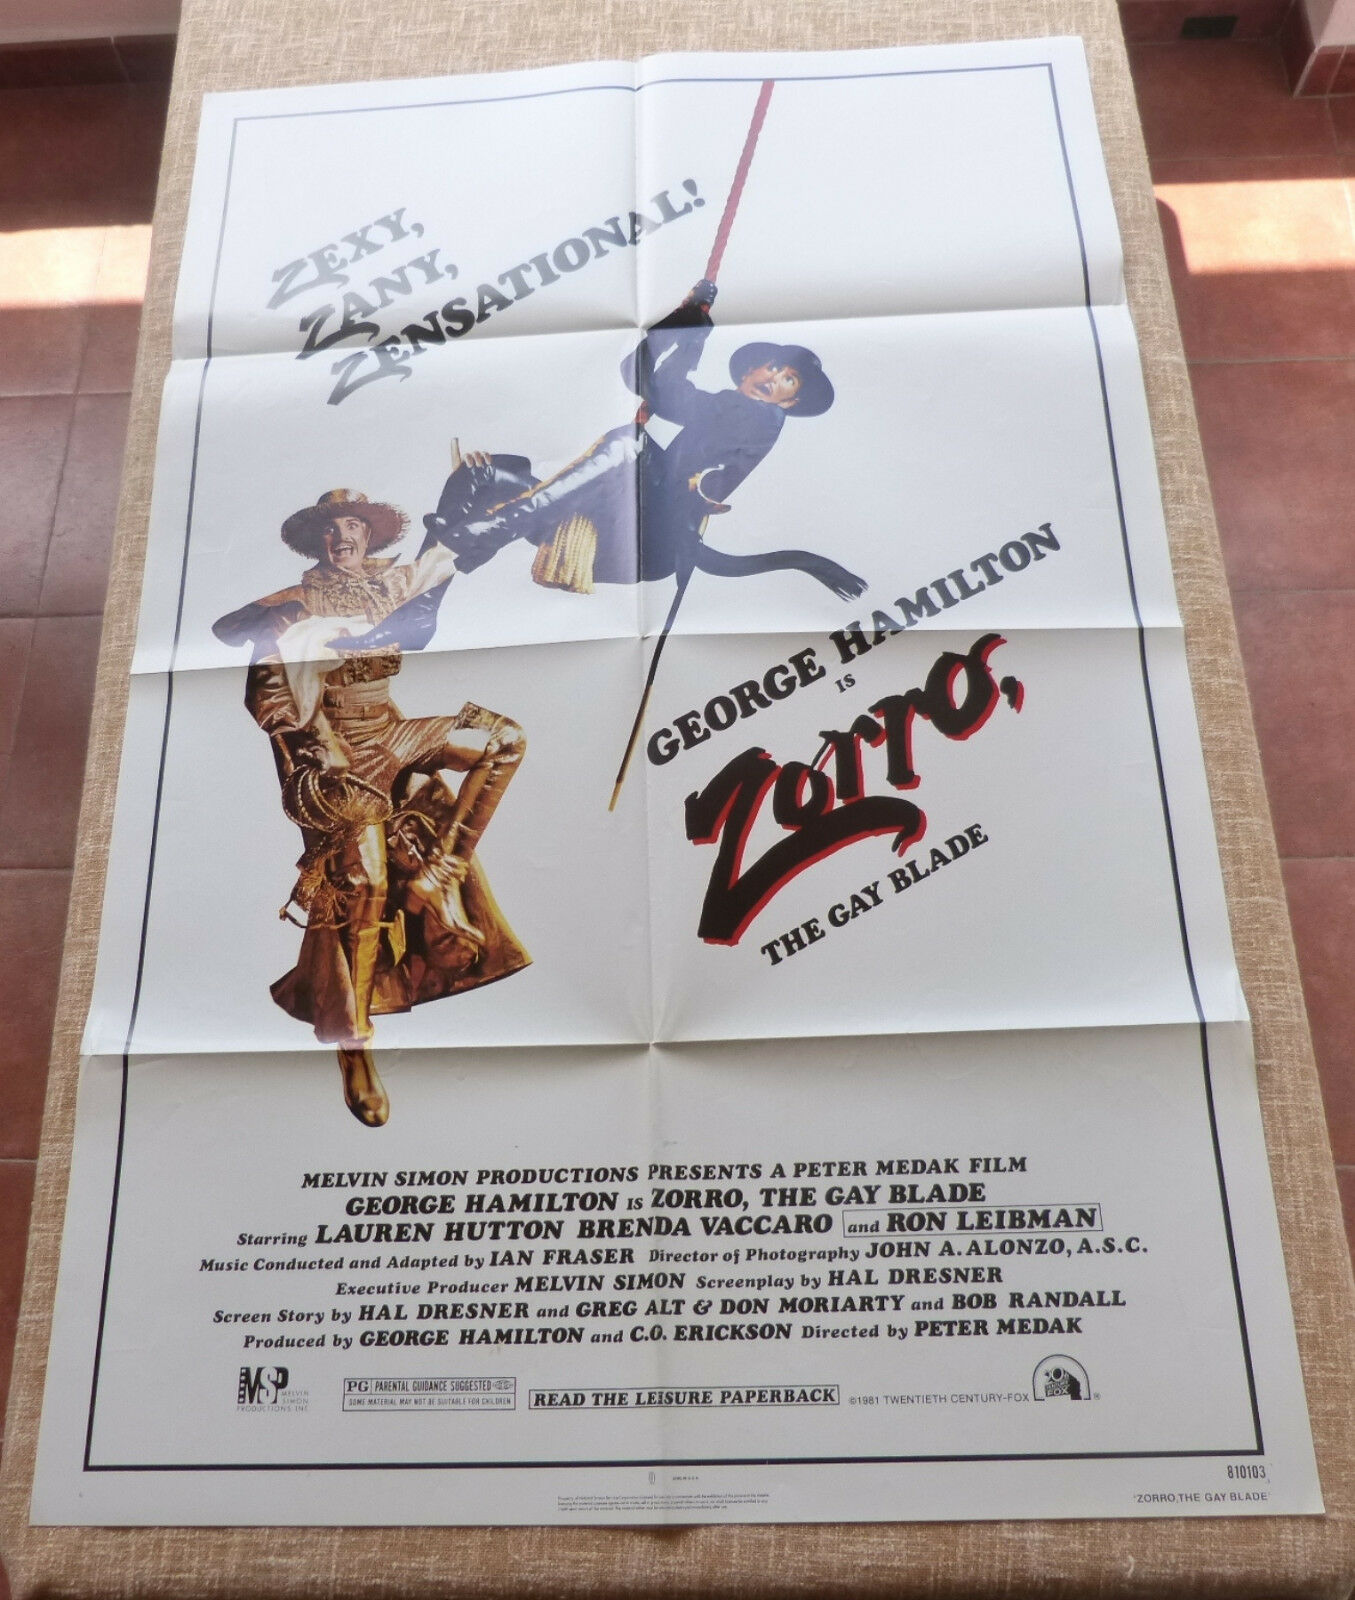 ZEXY,
ZANY,
ZENSATIONAL!
GEORGE HAMILTON
IS
Zorro,
THE GAY BLADE
MELVIN SIMON PRODUCTIONS PRESENTS A PETER MEDAK FILM
GEORGE HAMILTON IS ZORRO, THE GAY BLADE
Starring LAUREN HUTTON BRENDA VACCARO and RON LEIBMAN
Music Conducted and Adapted by IAN FRASER Director of Photography JOHN A. ALONZO, A.S.C.
Executive Producer MELVIN SIMON Screenplay by HAL DRESNER
Screen Story by HAL DRESNER and GREG ALT & DON MORIARTY and BOB RANDALL
Produced by GEORGE HAMILTON and C.O. ERICKSON Directed by PETER MEDAK
MSP MELVIN
SIMON
PRODUCTIONS INC.
PG PARENTAL GUIDANCE SUGGESTED
SOME MATERIAL MAY NOT BE SUITABLE FOR CHILDREN
READ THE LEISURE PAPERBACK
©1981 TWENTIETH CENTURY-FOX
20th
CENTURY
FOX
®
810103
"ZORRO, THE GAY BLADE"